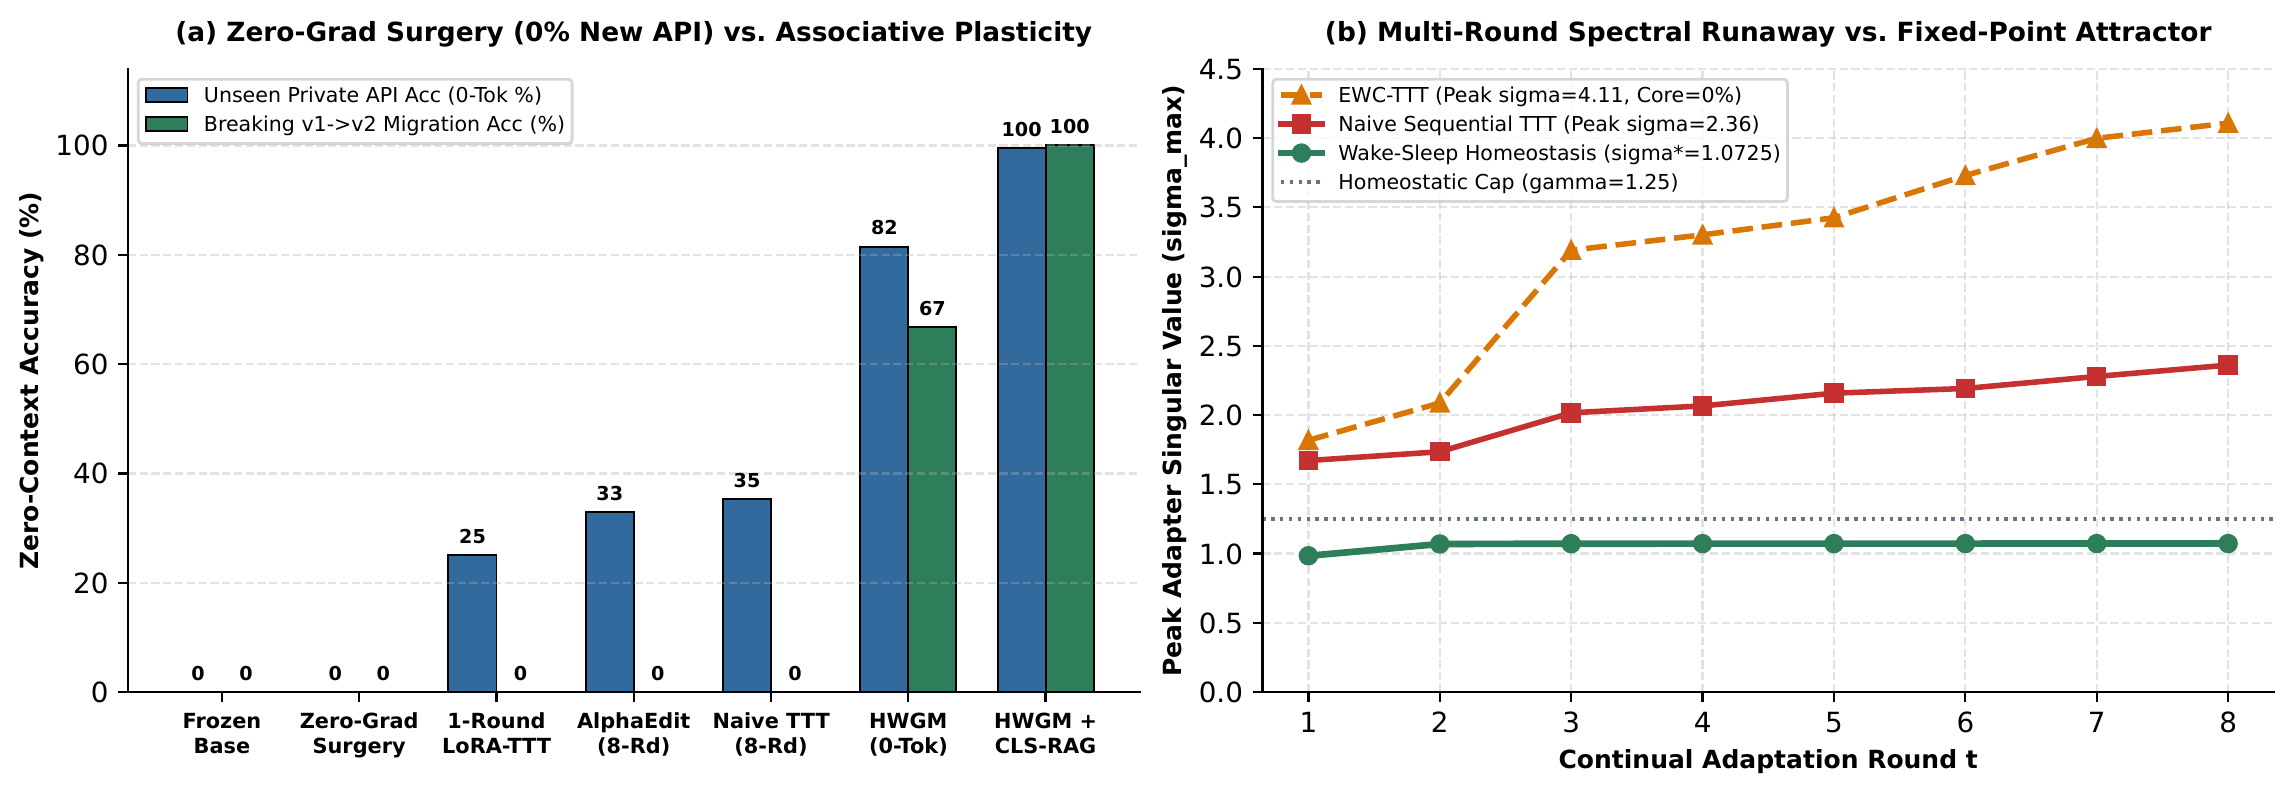 (a) Zero-Grad Surgery (0% New API) vs. Associative Plasticity
Unseen Private API Acc (0-Tok %)
Breaking v1->v2 Migration Acc (%)
Zero-Context Accuracy (%)
100
80
60
40
20
0
0 0
0 0
25 0
33 0
35 0
82 67
100 100
Frozen
Base
Zero-Grad
Surgery
1-Round
LoRA-TTT
AlphaEdit
(8-Rd)
Naive TTT
(8-Rd)
HWGM
(0-Tok)
HWGM +
CLS-RAG
(b) Multi-Round Spectral Runaway vs. Fixed-Point Attractor
EWC-TTT (Peak sigma=4.11, Core=0%)
Naive Sequential TTT (Peak sigma=2.36)
Wake-Sleep Homeostasis (sigma*=1.0725)
Homeostatic Cap (gamma=1.25)
Peak Adapter Singular Value (sigma_max)
4.5
4.0
3.5
3.0
2.5
2.0
1.5
1.0
0.5
0.0
1 2 3 4 5 6 7 8
Continual Adaptation Round t